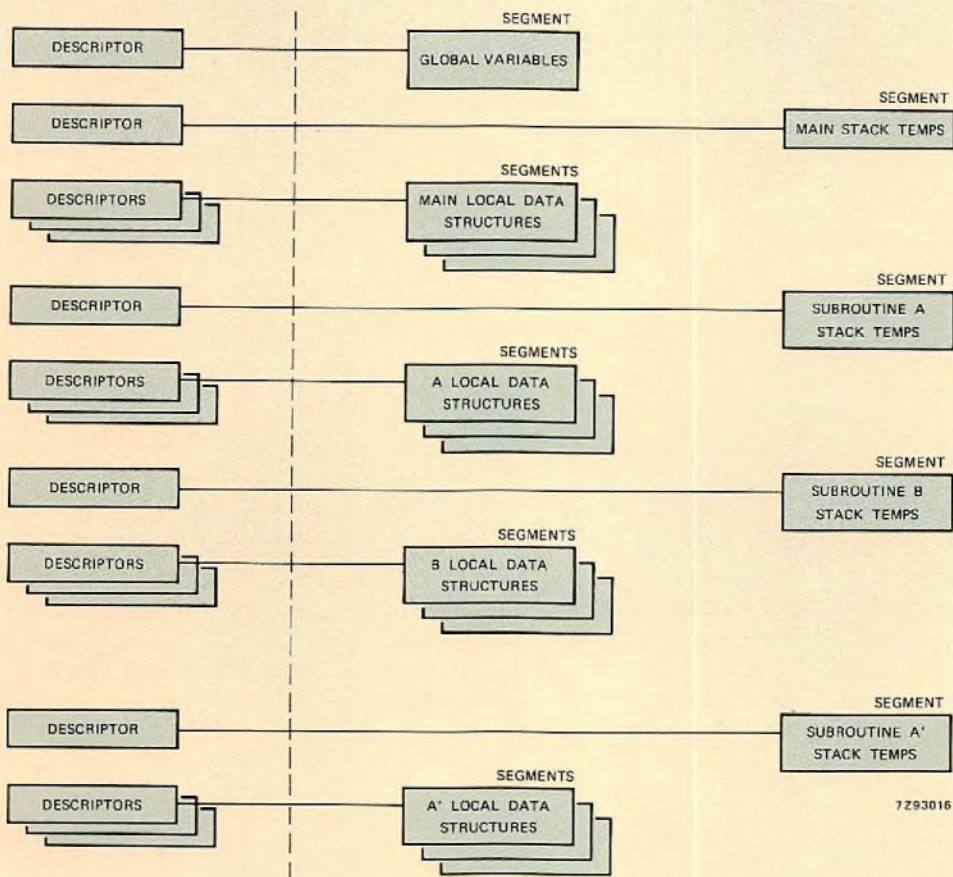 SEGMENT
DESCRIPTOR
GLOBAL VARIABLES
SEGMENT
DESCRIPTOR
MAIN STACK TEMPS
SEGMENTS
DESCRIPTORS
MAIN LOCAL DATA
STRUCTURES
SEGMENT
DESCRIPTOR
SUBROUTINE A
STACK TEMPS
SEGMENTS
DESCRIPTORS
A LOCAL DATA
STRUCTURES
SEGMENT
DESCRIPTOR
SUBROUTINE B
STACK TEMPS
SEGMENTS
DESCRIPTORS
B LOCAL DATA
STRUCTURES
SEGMENT
DESCRIPTOR
SUBROUTINE A'
STACK TEMPS
SEGMENTS
DESCRIPTORS
A' LOCAL DATA
STRUCTURES
7Z93016